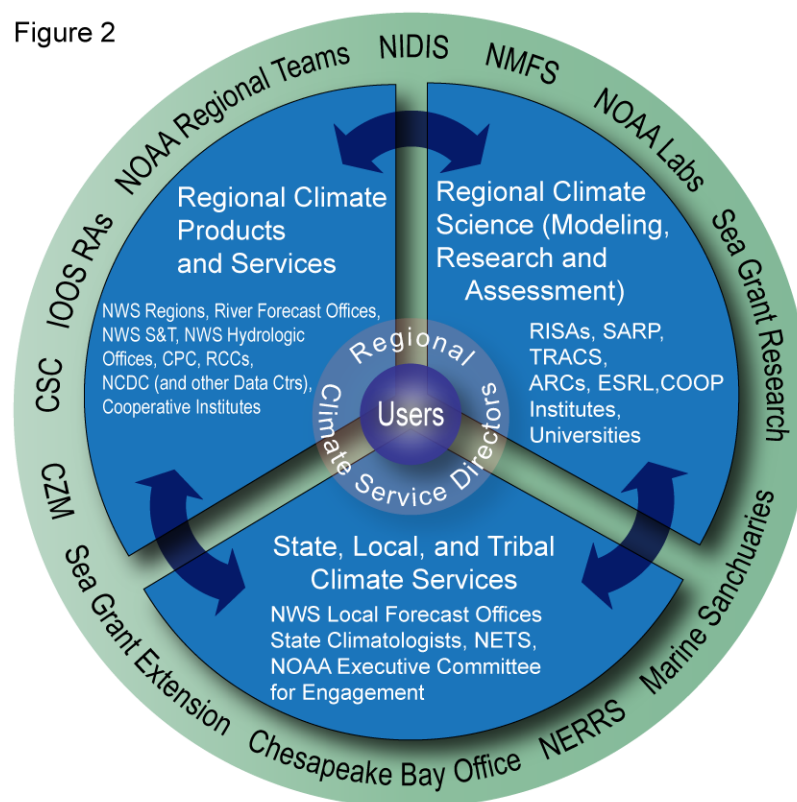 Figure 2
NOAA Regional Teams
NIDIS
NMFS
NOAA Labs
Sea Grant Research
Marine Sanchuaries
NERRS
Chesapeake Bay Office
Sea Grant Extension
CZM
CSC
IOOS RAs
Regional Climate
Products
and Services
NWS Regions, River Forecast Offices,
NWS S&T, NWS Hydrologic
Offices, CPC, RCCs,
NCDC (and other Data Ctrs),
Cooperative Institutes
Regional Climate
Science (Modeling,
Research and
Assessment)
RISAs, SARP,
TRACS,
ARCs, ESRL,COOP
Institutes,
Universities
Regional
Climate Service Directors
Users
State, Local, and Tribal
Climate Services
NWS Local Forecast Offices
State Climatologists, NETS,
NOAA Executive Committee
for Engagement